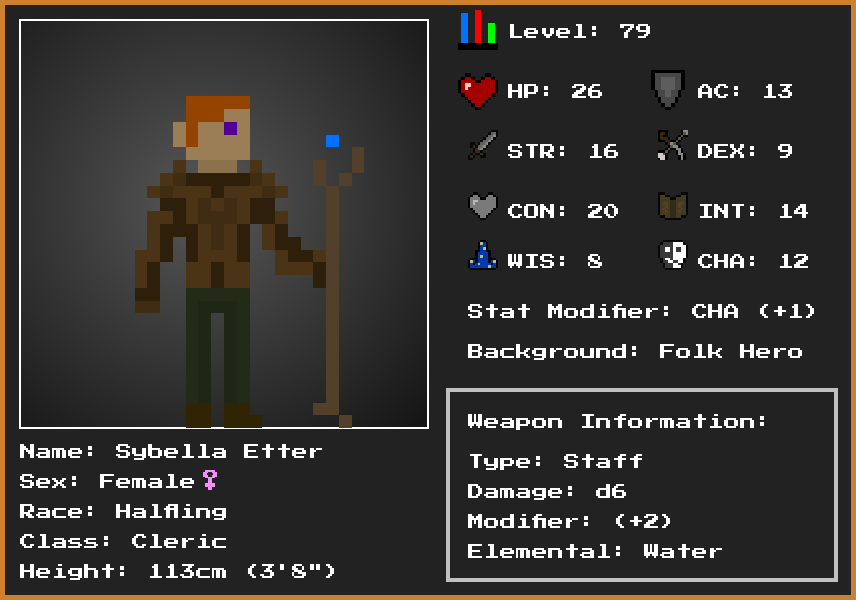 Level: 79
HP: 26 AC: 13
STR: 16 DEX: 9
CON: 20 INT: 14
WIS: 8 CHA: 12
Stat Modifier: CHA (+1)
Background: Folk Hero
Weapon Information:
Type: Staff
Damage: d6
Modifier: (+2)
Elemental: Water
Name: Sybella Etter
Sex: Female♀
Race: Halfling
Class: Cleric
Height: 113cm (3'8")